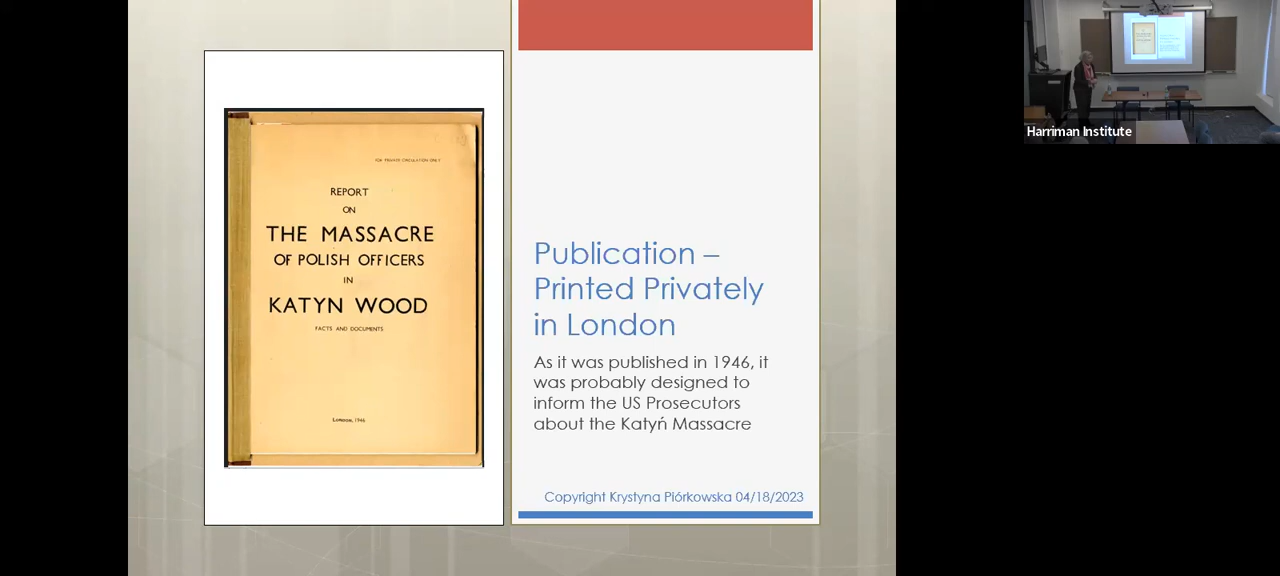 FOR PRIVATE CIRCULATION ONLY
REPORT
ON
THE MASSACRE
OF POLISH OFFICERS
IN
KATYN WOOD
FACTS AND DOCUMENTS
London, 1946
Publication –
Printed Privately
in London
As it was published in 1946, it
was probably designed to
inform the US Prosecutors
about the Katyń Massacre
Copyright Krystyna Piórkowska 04/18/2023
Harriman Institute